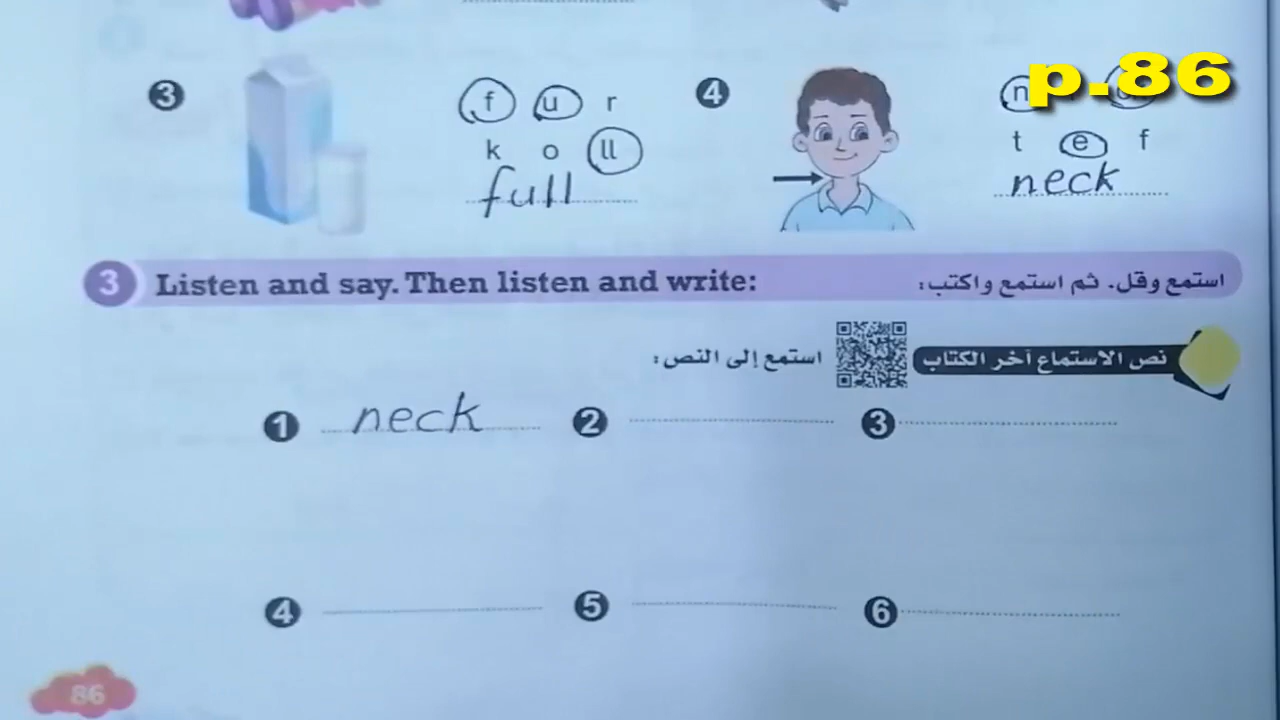 p.86
3 f u r 4 n
k o ll t e f
full neck
3 Listen and say. Then listen and write: استمع وقل. ثم استمع واكتب:
استمع إلى النص: نص الاستماع آخر الكتاب
1 neck 2 3
4 5 6
86